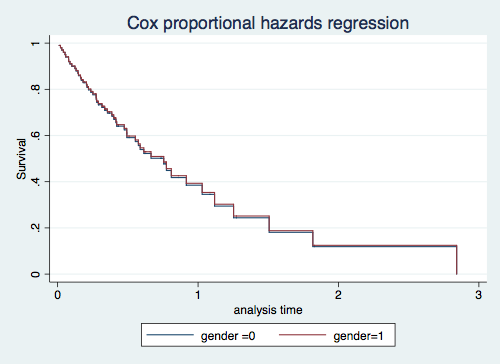 Cox proportional hazards regression
1
.8
.6
.4
.2
0
Survival
0 1 2 3
analysis time
gender =0 gender=1